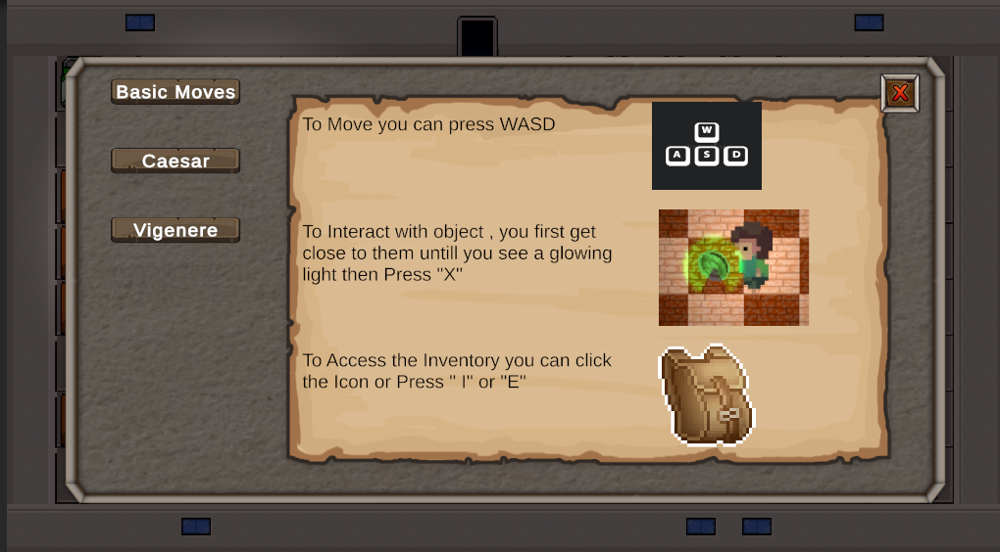 Basic Moves
Caesar
Vigenere
X
To Move you can press WASD
W
A S D
To Interact with object , you first get
close to them untill you see a glowing
light then Press "X"
To Access the Inventory you can click
the Icon or Press " I" or "E"